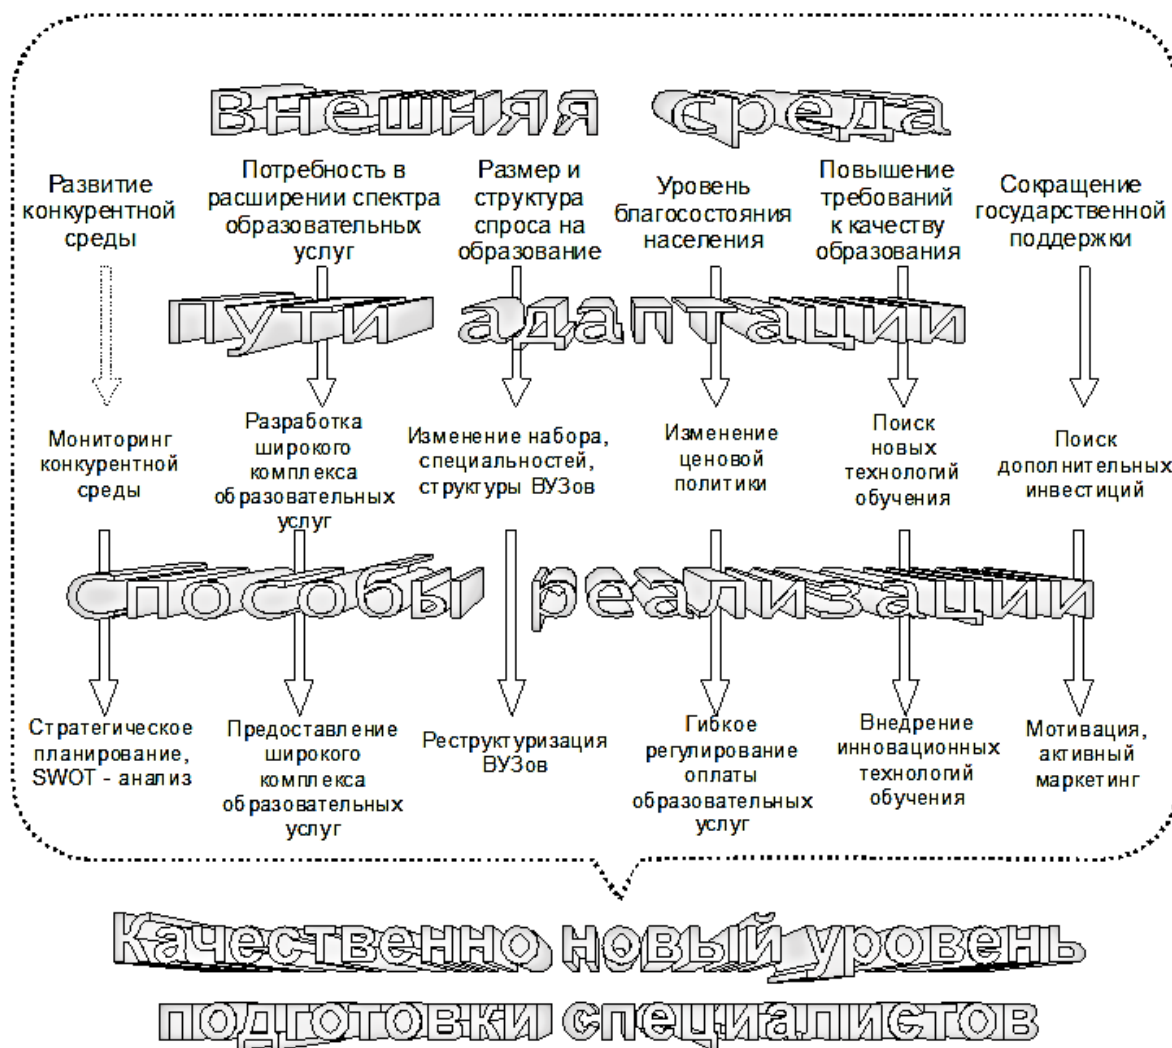 Внешняя среда
Развитие
конкурентной
среды
Потребность в
расширении спектра
образовательных
услуг
Размер и
структура
спроса на
образование
Уровень
благосостояния
населения
Повышение
требований
к качеству
образования
Сокращение
государственной
поддержки
Пути адаптации
Мониторинг
конкурентной
среды
Разработка
широкого
комплекса
образовательных
услуг
Изменение набора,
специальностей,
структуры ВУЗов
Изменение
ценовой
политики
Поиск
новых
технологий
обучения
Поиск
дополнительных
инвестиций
Способы реализации
Стратегическое
планирование,
SWOT - анализ
Предоставление
широкого
комплекса
образовательных
услуг
Реструктуризация
ВУЗов
Гибкое
регулирование
оплаты
образовательных
услуг
Внедрение
инновационных
технологий
обучения
Мотивация,
активный
маркетинг
Качественно новый уровень
подготовки специалистов